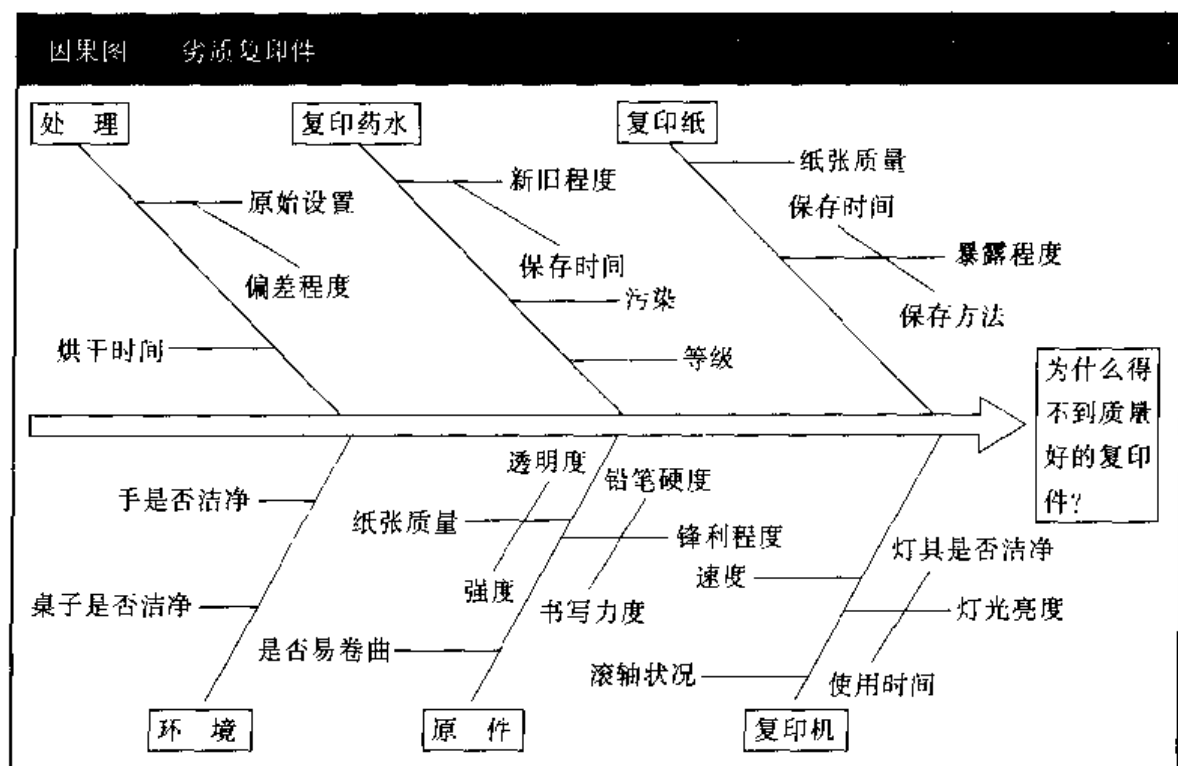 因果图 劣质复印件
处 理
复印药水
复印纸
原始设置
偏差程度
烘干时间
新旧程度
保存时间
污染
等级
纸张质量
保存时间
暴露程度
保存方法
为什么得
不到质量
好的复印
件?
手是否洁净
桌子是否洁净
环 境
透明度
纸张质量
强度
是否易卷曲
铅笔硬度
锋利程度
书写力度
原 件
速度
滚轴状况
灯具是否洁净
灯光亮度
使用时间
复印机